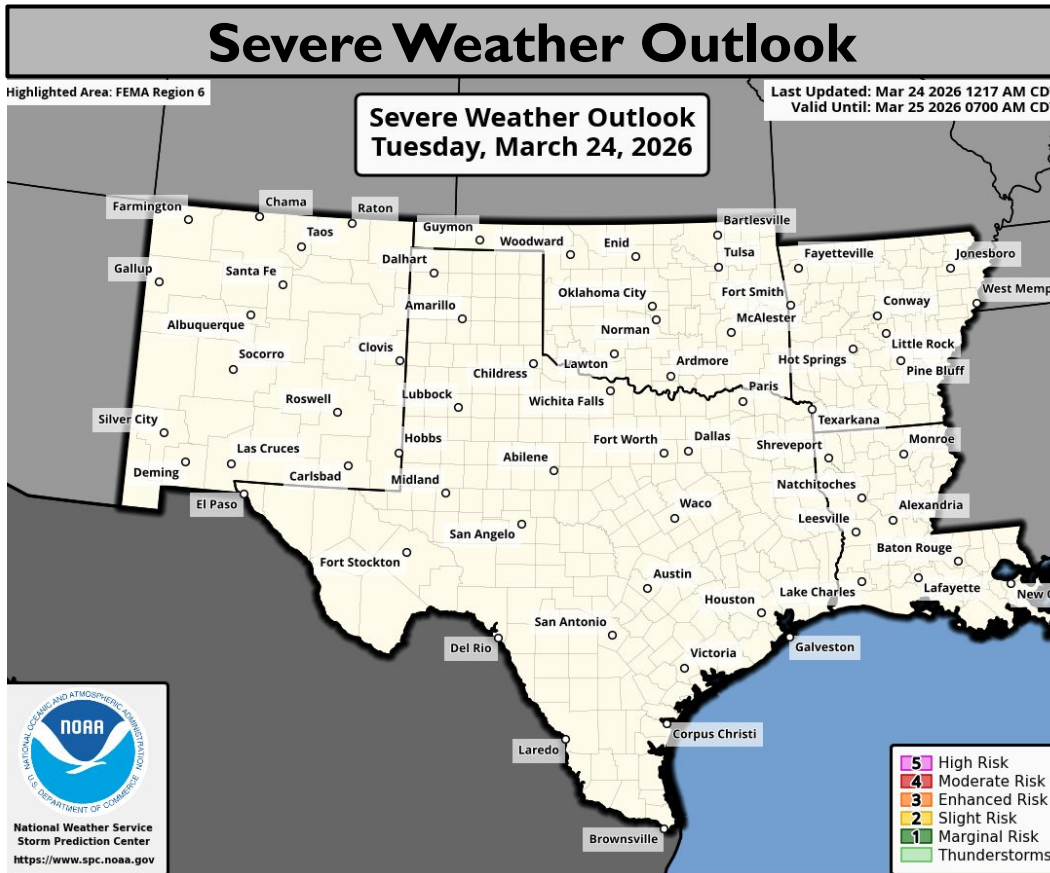 Severe Weather Outlook
Highlighted Area: FEMA Region 6
Last Updated: Mar 24 2026 1217 AM
Valid Until: Mar 25 2026 0700 AM
Severe Weather Outlook
Tuesday, March 24, 2026
Farmington
Chama
Raton
Taos
Guymon
Woodward
Enid
Bartlesville
Gallup
Santa Fe
Dalhart
Tulsa
Fayetteville
Jonesboro
Albuquerque
Amarillo
Oklahoma City
Fort Smith
West
Conway
Norman
McAlester
Socorro
Clovis
Childress
Lawton
Ardmore
Hot Springs
Little Rock
Pine Bluff
Roswell
Lubbock
Wichita Falls
Paris
Texarkana
Silver City
Las Cruces
Hobbs
Fort Worth
Dallas
Shreveport
Monroe
Deming
Carlsbad
Midland
Abilene
Natchitoches
El Paso
Waco
Alexandria
San Angelo
Leesville
Fort Stockton
Baton Rouge
Austin
Lake Charles
Lafayette
New
Houston
San Antonio
Del Rio
Galveston
Victoria
Laredo
Corpus Christi
Brownsville
NATIONAL OCEANIC AND ATMOSPHERIC ADMINISTRATION
NOAA
U.S. DEPARTMENT OF COMMERCE
National Weather Service
Storm Prediction Center
https://www.spc.noaa.gov
5 High Risk
4 Moderate Risk
3 Enhanced Risk
2 Slight Risk
1 Marginal Risk
Thunderstorms